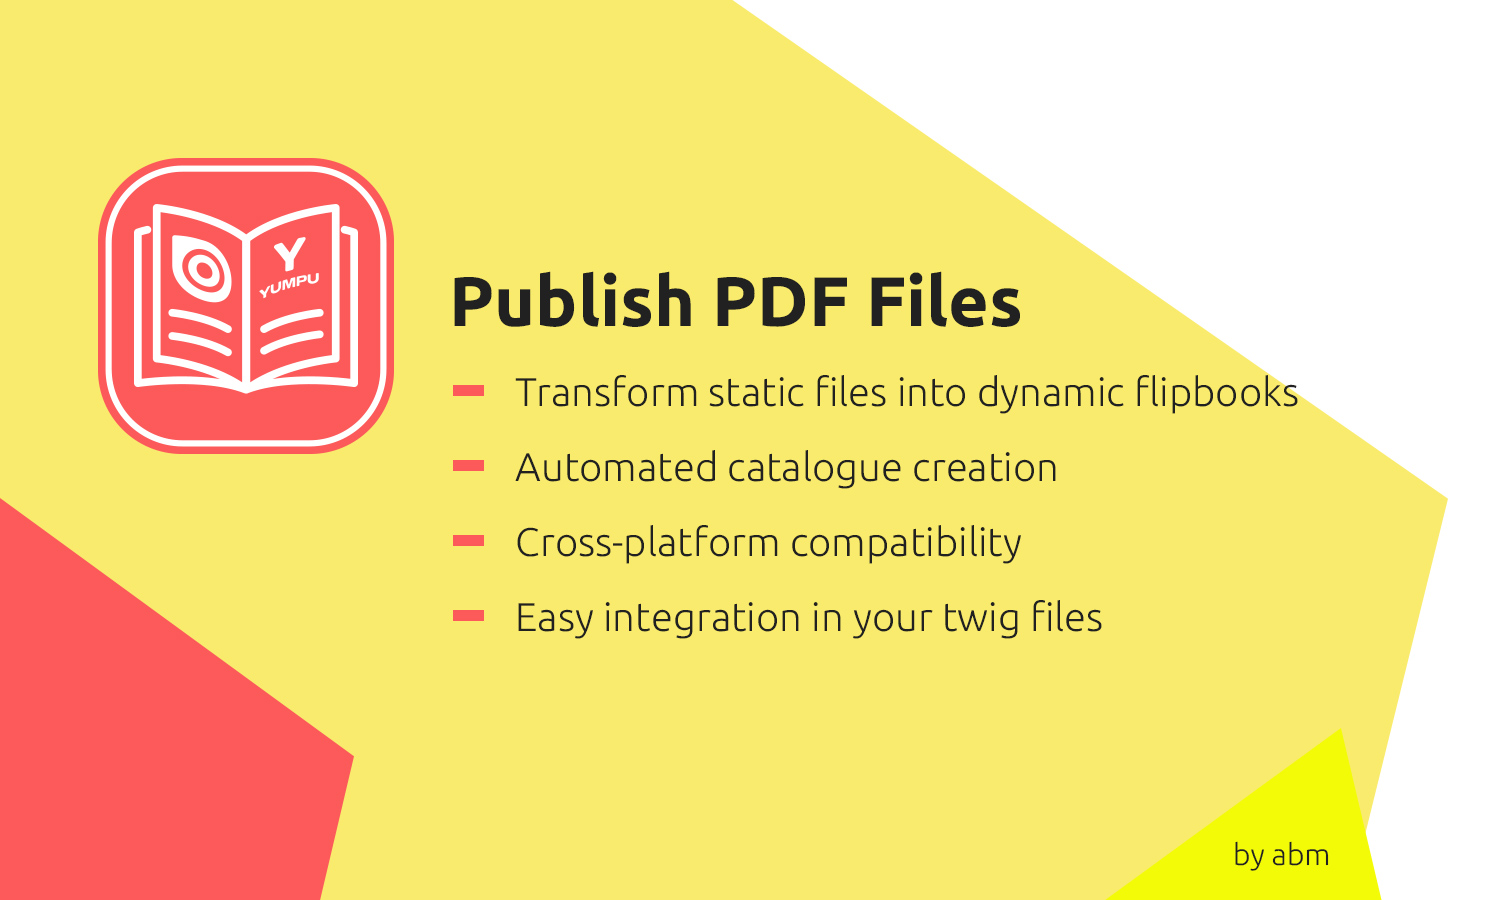 Y
YUMPU
Publish PDF Files
Transform static files into dynamic flipbooks
Automated catalogue creation
Cross-platform compatibility
Easy integration in your twig files
by abm